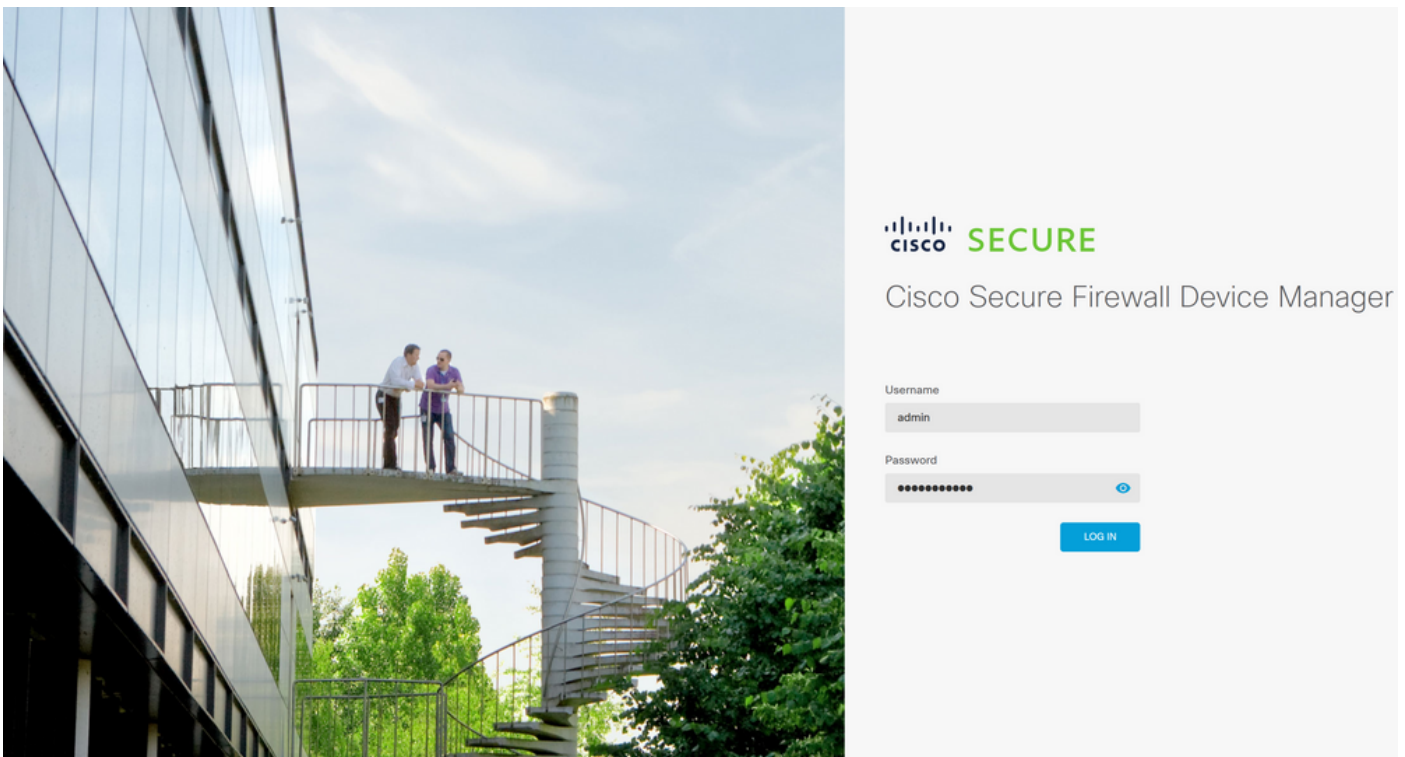 CISCO SECURE
Cisco Secure Firewall Device Manager
Username
admin
Password
•••••••••••
LOG IN